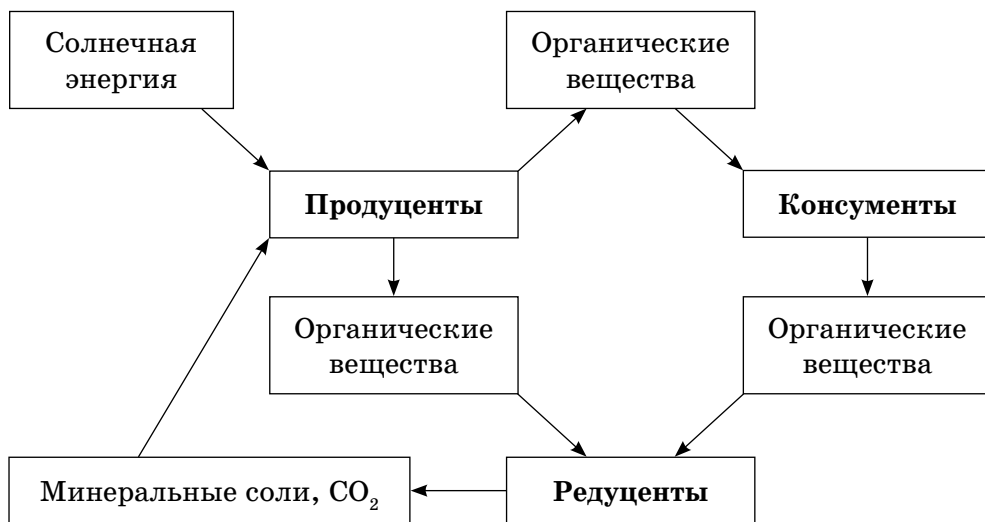 Солнечная
энергия
Органические
вещества
Продуценты
Консументы
Органические
вещества
Органические
вещества
Минеральные соли, CO₂
Редуценты